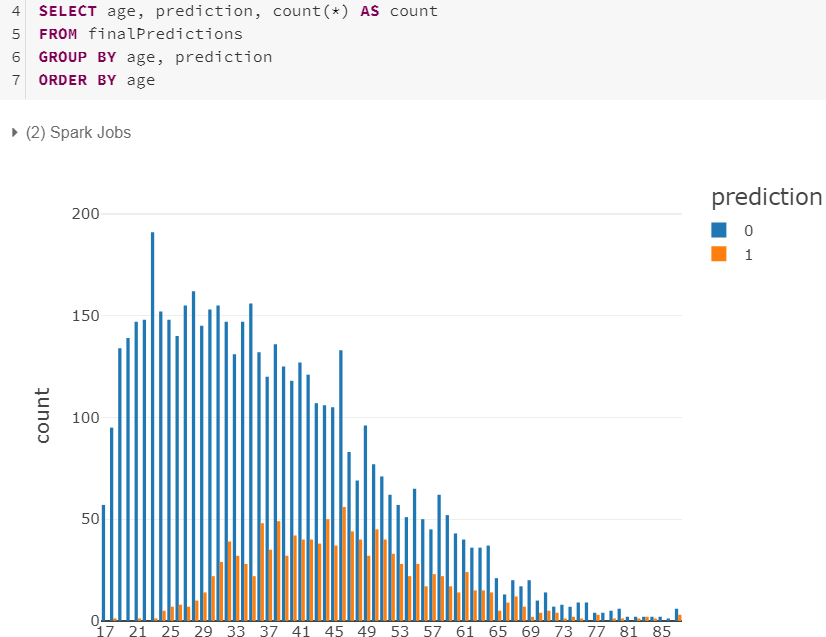 4 SELECT age, prediction, count(*) AS count
5 FROM finalPredictions
6 GROUP BY age, prediction
7 ORDER BY age
(2) Spark Jobs
prediction
0
1
200
150
100
50
0
count
17 21 25 29 33 37 41 45 49 53 57 61 65 69 73 77 81 85